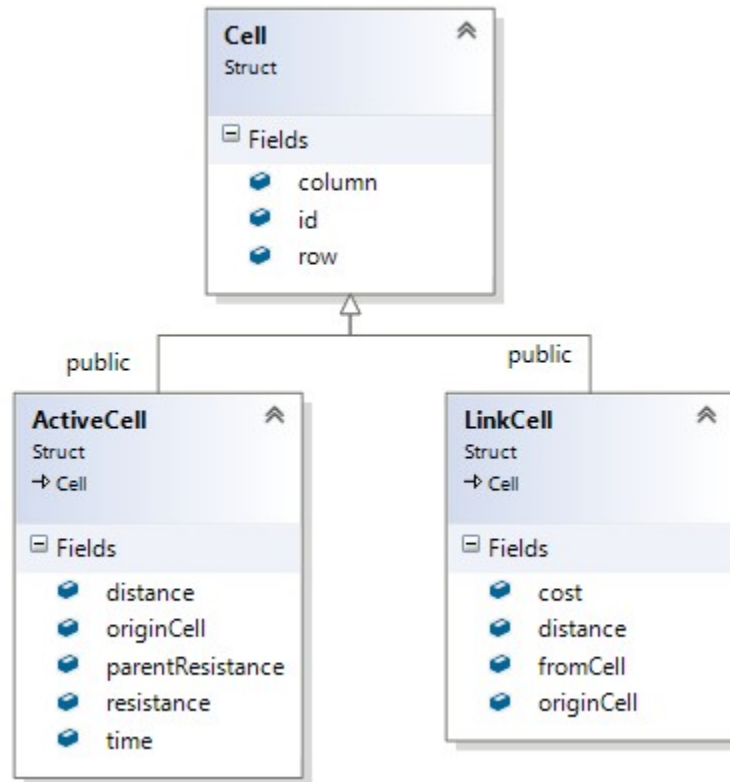 Cell
Struct
Fields
column
id
row
public
public
ActiveCell
Struct
Cell
Fields
distance
originCell
parentResistance
resistance
time
LinkCell
Struct
Cell
Fields
cost
distance
fromCell
originCell